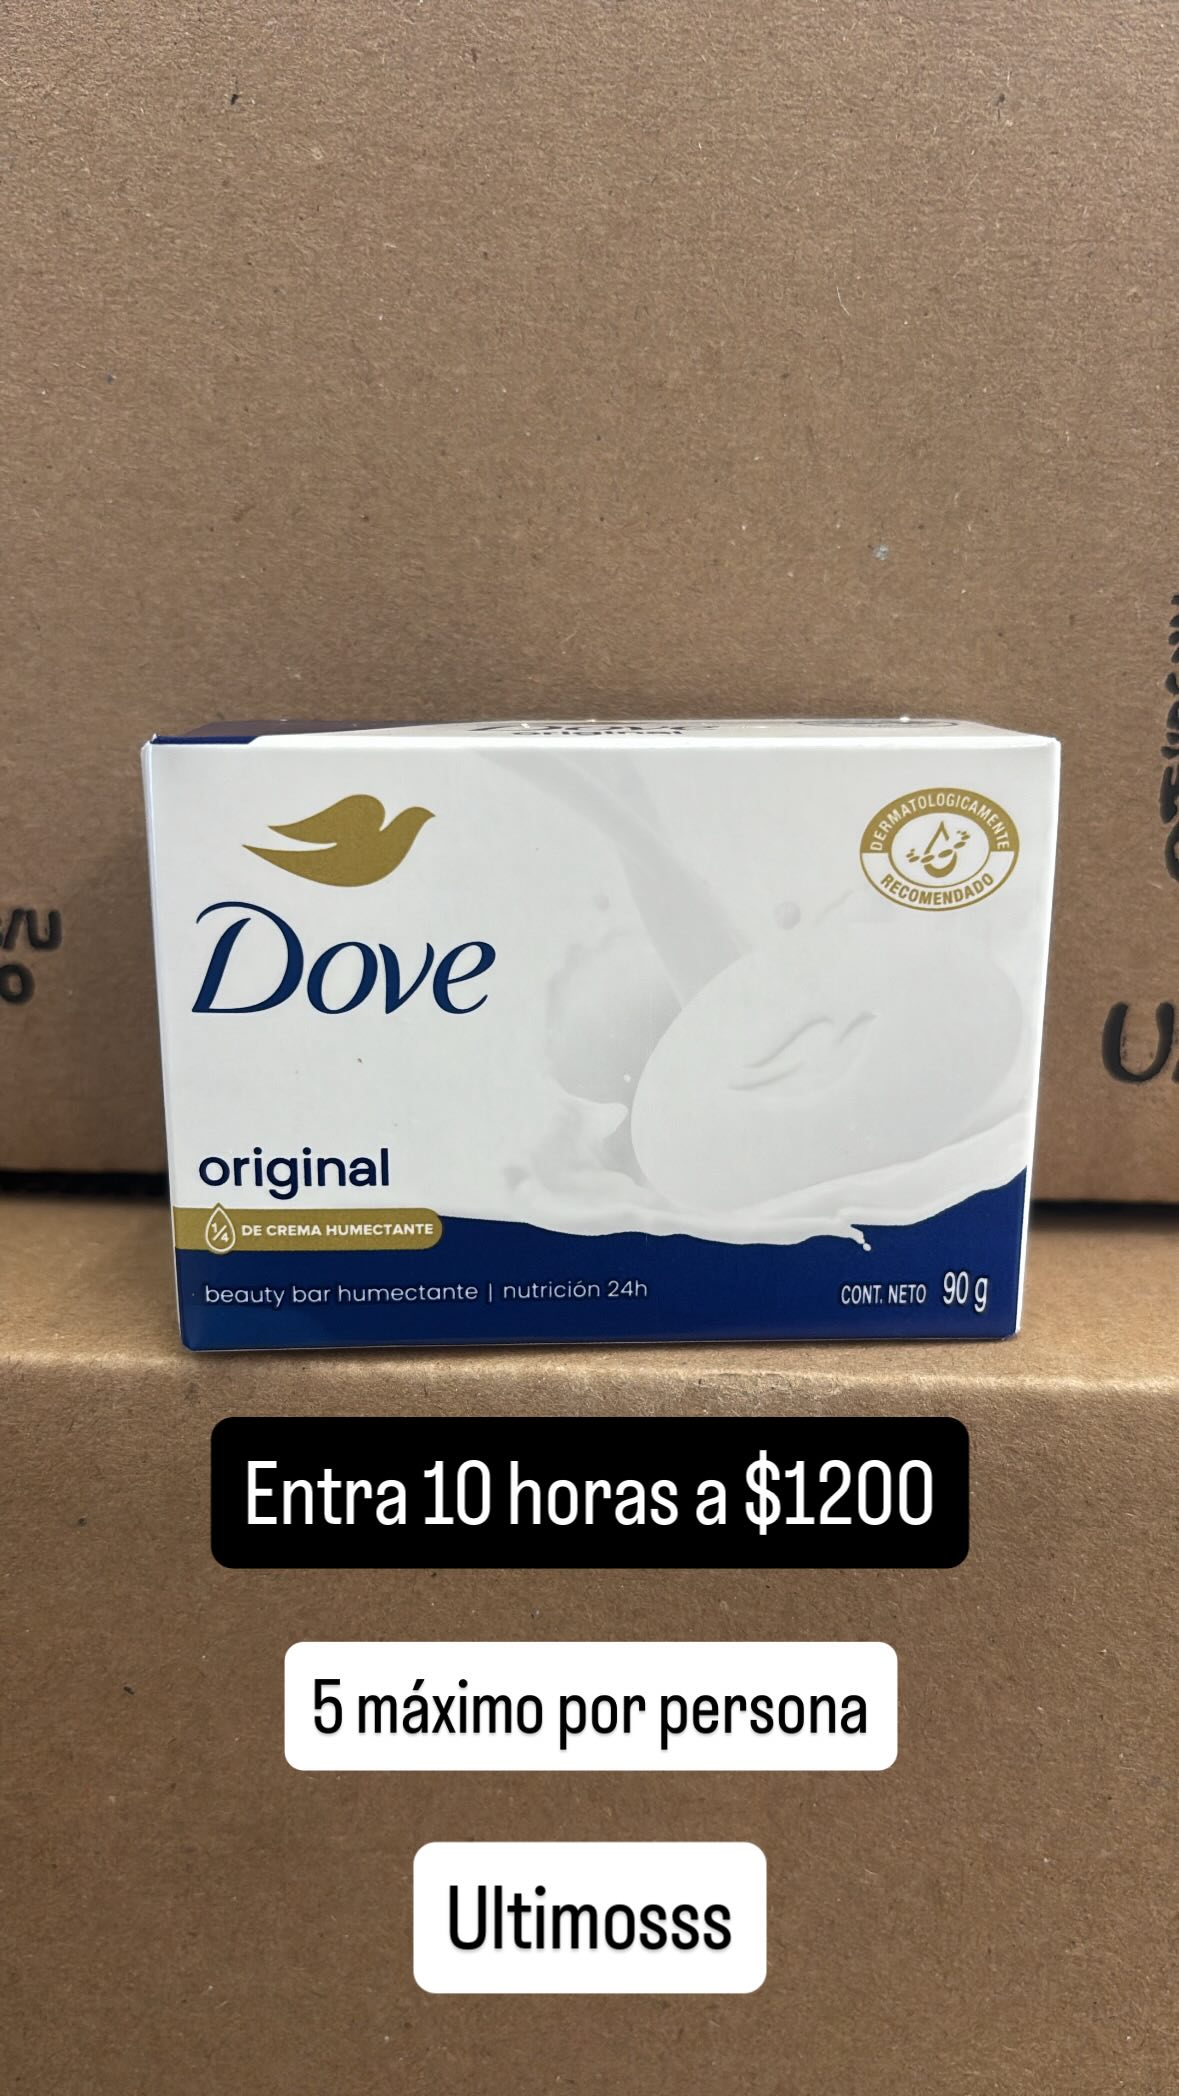 DERMATOLOGICAMENTE
RECOMENDADO
Dove
original
1/4 DE CREMA HUMECTANTE
beauty bar humectante | nutrición 24h
CONT. NETO 90 g
Entra 10 horas a $1200
5 máximo por persona
Ultimosss